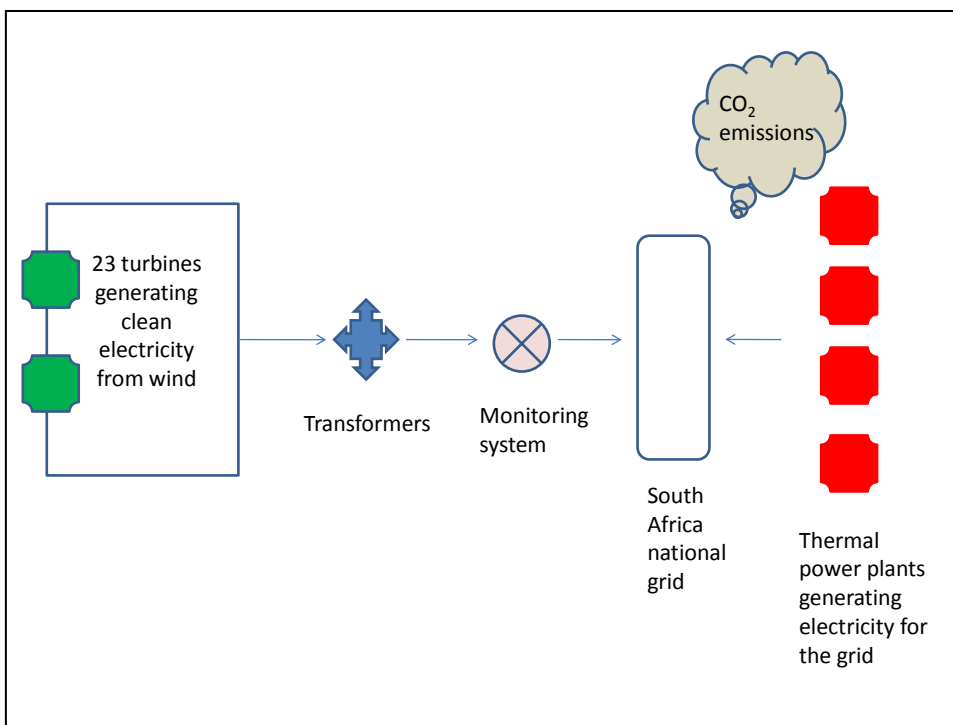 CO₂
emissions
23 turbines
generating
clean
electricity
from wind
Transformers
Monitoring
system
South
Africa
national
grid
Thermal
power plants
generating
electricity for
the grid